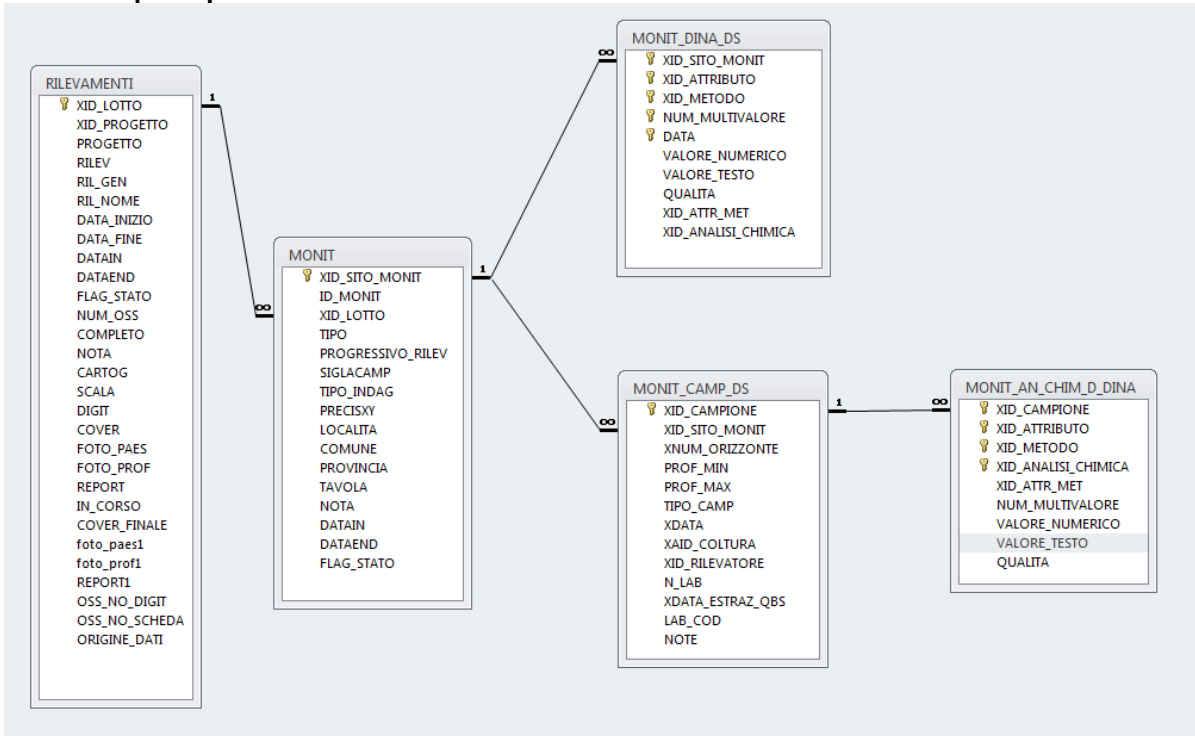 RILEVAMENTI
XID_LOTTO
XID_PROGETTO
PROGETTO
RILEV
RIL_GEN
RIL_NOME
DATA_INIZIO
DATA_FINE
DATAIN
DATAEND
FLAG_STATO
NUM_OSS
COMPLETO
NOTA
CARTOG
SCALA
DIGIT
COVER
FOTO_PAES
FOTO_PROF
REPORT
IN_CORSO
COVER_FINALE
foto_paes1
foto_prof1
REPORT1
OSS_NO_DIGIT
OSS_NO_SCHEDA
ORIGINE_DATI
1
∞
MONIT
XID_SITO_MONIT
ID_MONIT
XID_LOTTO
TIPO
PROGRESSIVO_RILEV
SIGLACAMP
TIPO_INDAG
PRECISXY
LOCALITA
COMUNE
PROVINCIA
TAVOLA
NOTA
DATAIN
DATAEND
FLAG_STATO
1
∞
MONIT_DINA_DS
XID_SITO_MONIT
XID_ATTRIBUTO
XID_METODO
NUM_MULTIVALORE
DATA
VALORE_NUMERICO
VALORE_TESTO
QUALITA
XID_ATTR_MET
XID_ANALISI_CHIMICA
∞
MONIT_CAMP_DS
XID_CAMPIONE
XID_SITO_MONIT
XNUM_ORIZZONTE
PROF_MIN
PROF_MAX
TIPO_CAMP
XDATA
XAID_COLTURA
XID_RILEVATORE
N_LAB
XDATA_ESTRAZ_QBS
LAB_COD
NOTE
1
∞
MONIT_AN_CHIM_D_DINA
XID_CAMPIONE
XID_ATTRIBUTO
XID_METODO
XID_ANALISI_CHIMICA
XID_ATTR_MET
NUM_MULTIVALORE
VALORE_NUMERICO
VALORE_TESTO
QUALITA